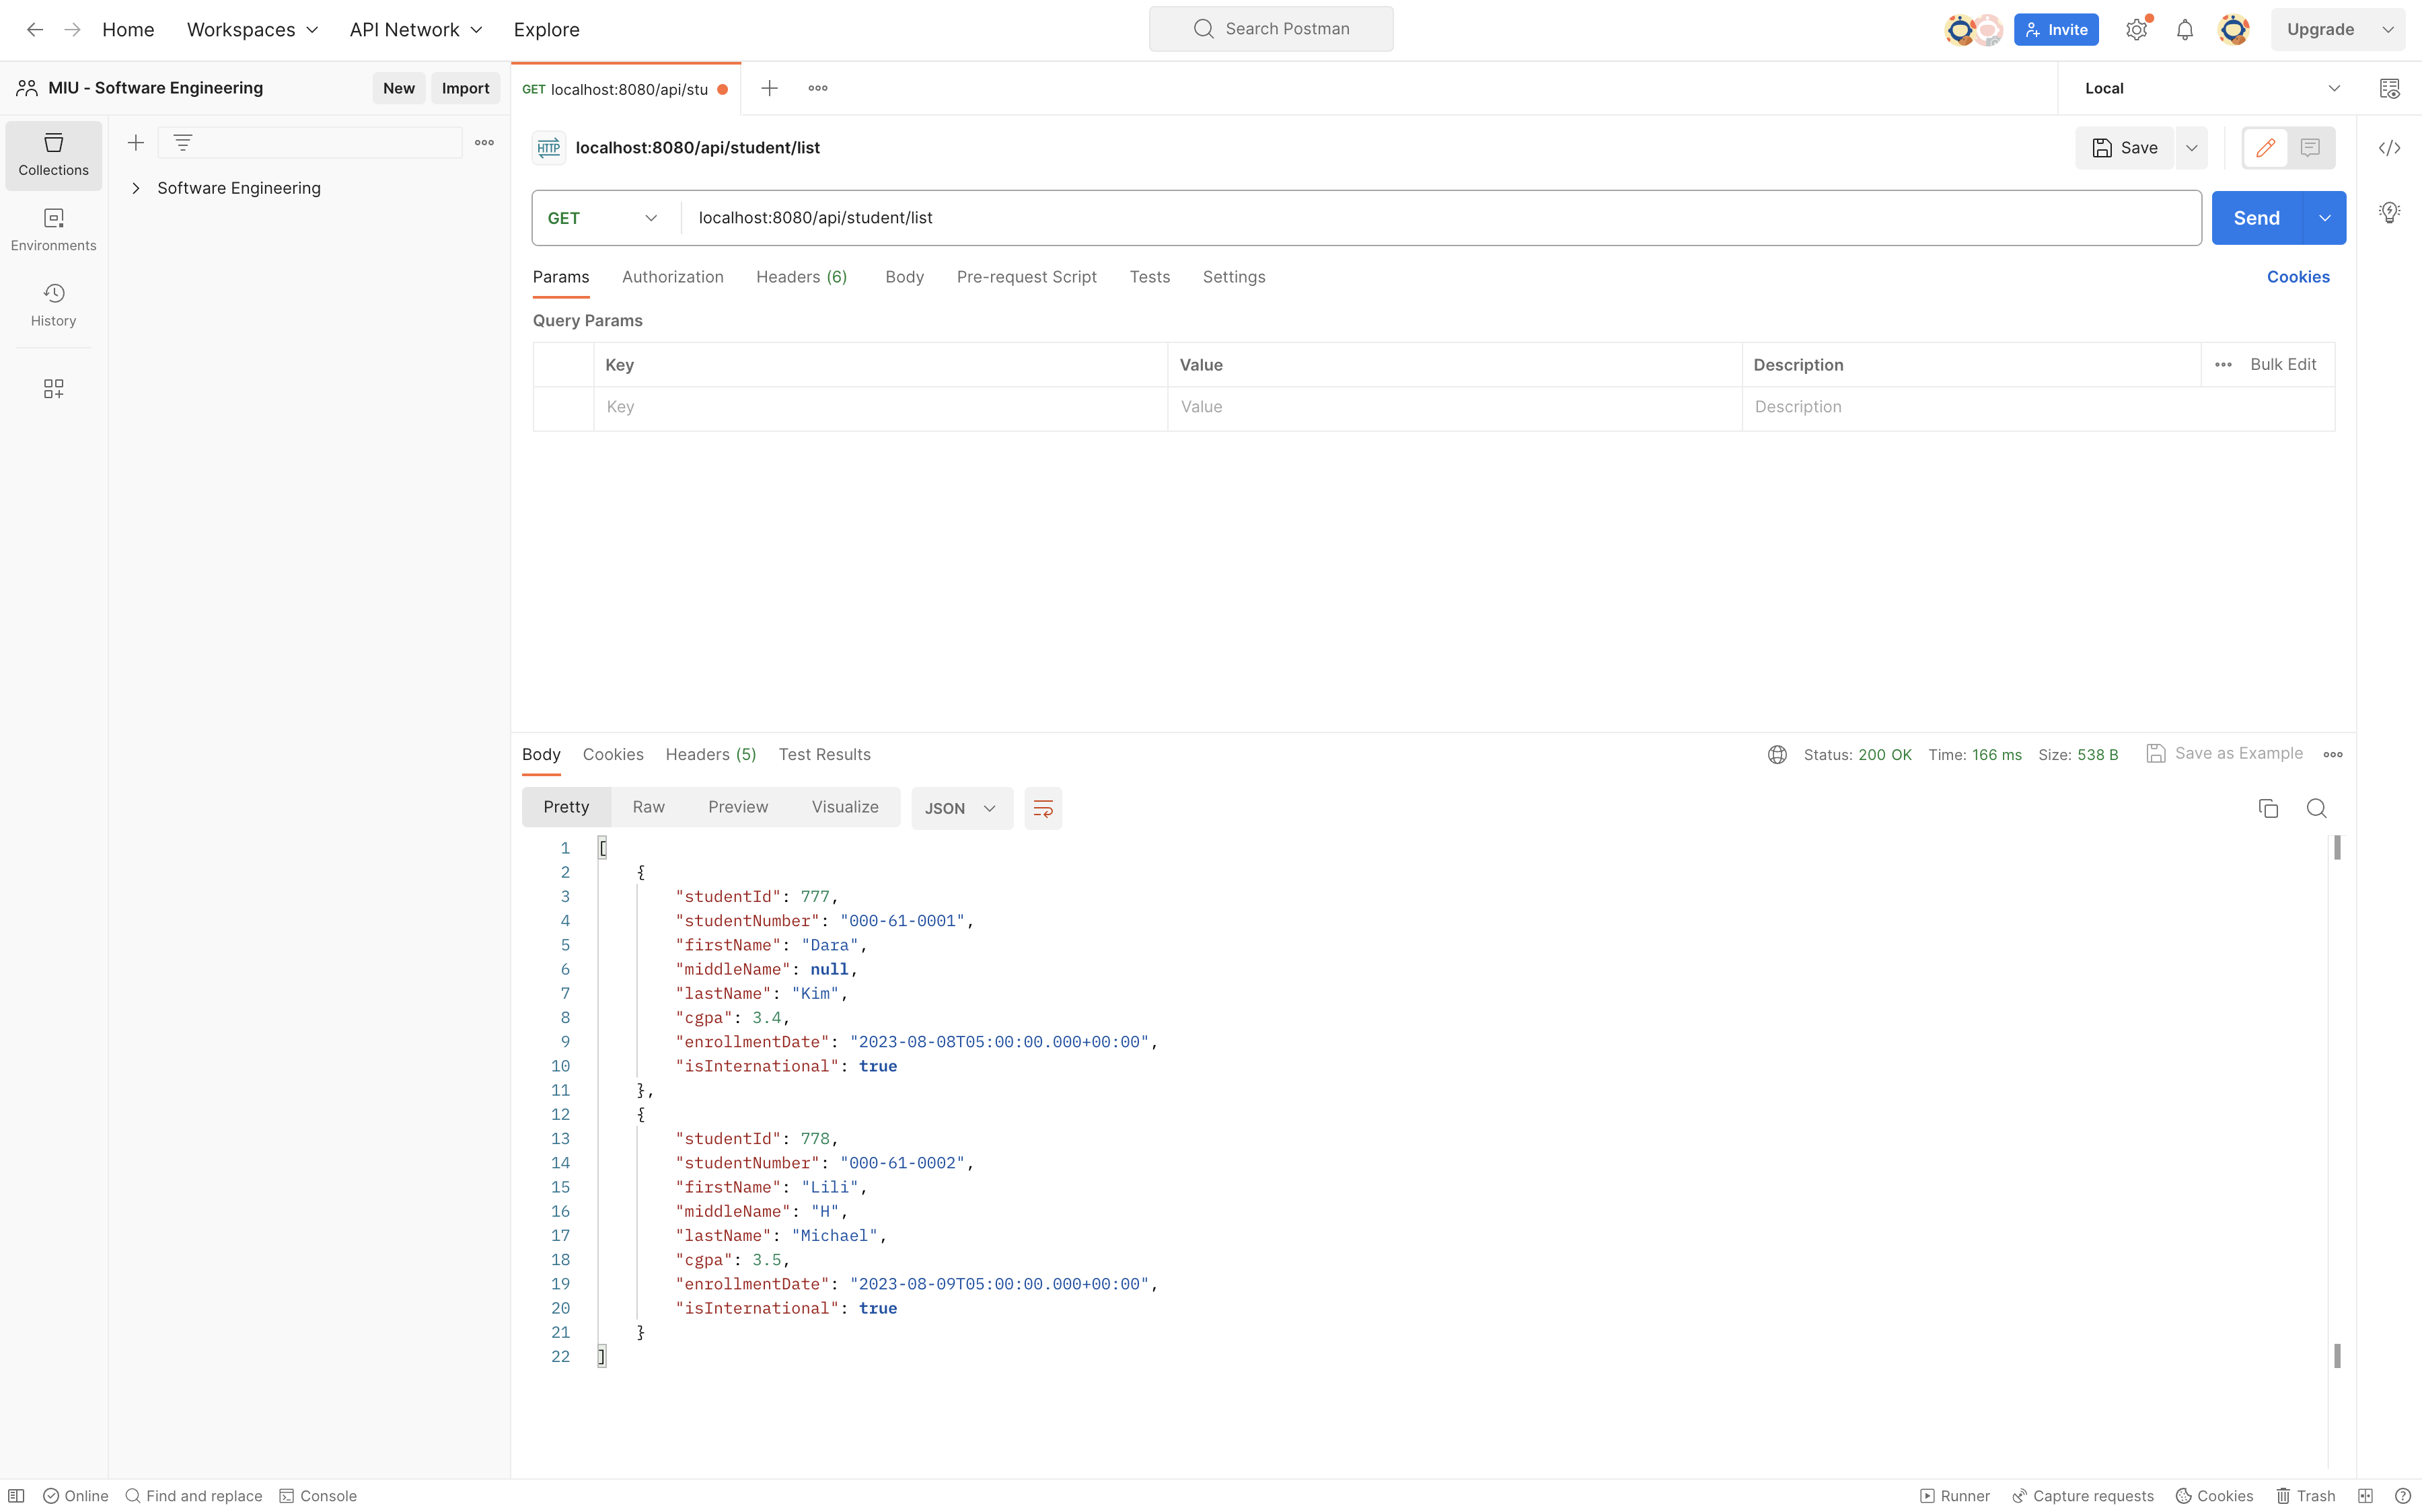 Home Workspaces API Network Explore Search Postman Invite Upgrade
MIU - Software Engineering New Import GET localhost:8080/api/stu Local
Collections
Environments
History
Software Engineering
HTTP localhost:8080/api/student/list Save
GET localhost:8080/api/student/list Send
Params Authorization Headers (6) Body Pre-request Script Tests Settings Cookies
Query Params
Key Value Description Bulk Edit
Key Value Description
Body Cookies Headers (5) Test Results Status: 200 OK Time: 166 ms Size: 538 B Save as Example
Pretty Raw Preview Visualize JSON
1 [
2 {
3 "studentId": 777,
4 "studentNumber": "000-61-0001",
5 "firstName": "Dara",
6 "middleName": null,
7 "lastName": "Kim",
8 "cgpa": 3.4,
9 "enrollmentDate": "2023-08-08T05:00:00.000+00:00",
10 "isInternational": true
11 },
12 {
13 "studentId": 778,
14 "studentNumber": "000-61-0002",
15 "firstName": "Lili",
16 "middleName": "H",
17 "lastName": "Michael",
18 "cgpa": 3.5,
19 "enrollmentDate": "2023-08-09T05:00:00.000+00:00",
20 "isInternational": true
21 }
22 ]
Online Find and replace Console Runner Capture requests Cookies Trash